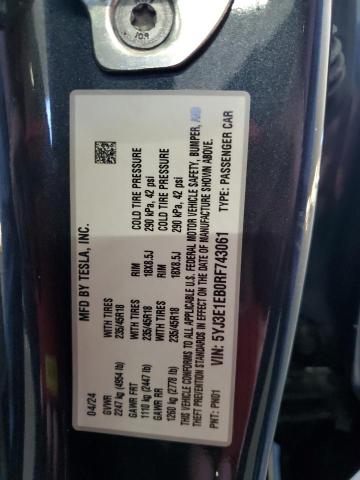 109
MFD BY TESLA, INC.
04/24
GVWR
2247 kg (4954 lb)
WITH TIRES
235/45R18
RIM
18X8.5J
COLD TIRE PRESSURE
290 kPa, 42 psi
GAWR FRT
1110 kg (2447 lb)
WITH TIRES
235/45R18
RIM
18X8.5J
COLD TIRE PRESSURE
290 kPa, 42 psi
GAWR RR
1260 kg (2778 lb)
235/45R18
THIS VEHICLE CONFORMS TO ALL APPLICABLE U.S. FEDERAL MOTOR VEHICLE SAFETY, BUMPER, AND
THEFT PREVENTION STANDARDS IN EFFECT ON THE DATE OF MANUFACTURE SHOWN ABOVE.
VIN: 5YJ3E1EB0RF743061 TYPE: PASSENGER CAR
PNT: PN01